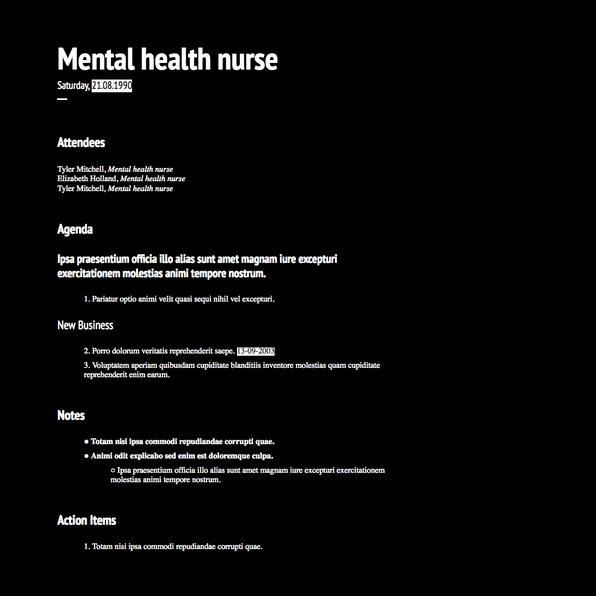 Mental health nurse
Saturday, 21.08.1990
Attendees
Tyler Mitchell, Mental health nurse
Elizabeth Holland, Mental health nurse
Tyler Mitchell, Mental health nurse
Agenda
Ipsa praesentium officia illo alias sunt amet magnam iure excepturi
exercitationem molestias animi tempore nostrum.
1. Pariatur optio animi velit quasi sequi nihil vel excepturi.
New Business
2. Porro dolorum veritatis reprehenderit saepe. 13-09-2003
3. Voluptatem aperiam quibusdam cupiditate blanditiis inventore molestias quam cupiditate
reprehenderit enim earum.
Notes
● Totam nisi ipsa commodi repudiandae corrupti quae.
● Animi odit explicabo sed enim est doloremque culpa.
○ Ipsa praesentium officia illo alias sunt amet magnam iure excepturi exercitationem
molestias animi tempore nostrum.
Action Items
1. Totam nisi ipsa commodi repudiandae corrupti quae.